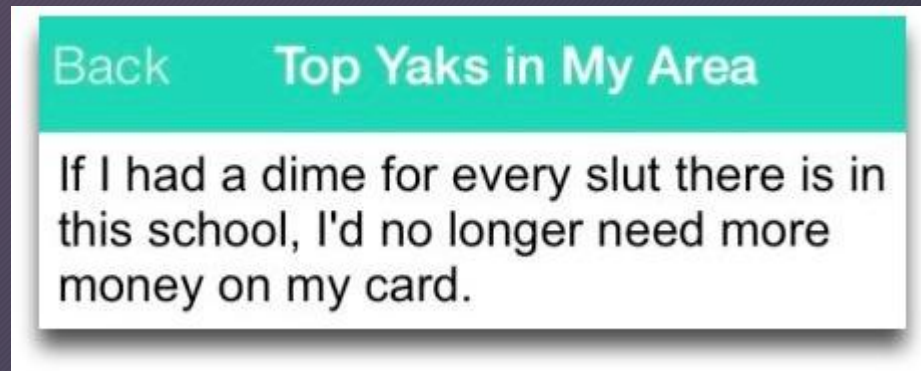 Back Top Yaks in My Area
If I had a dime for every slut there is in
this school, I'd no longer need more
money on my card.